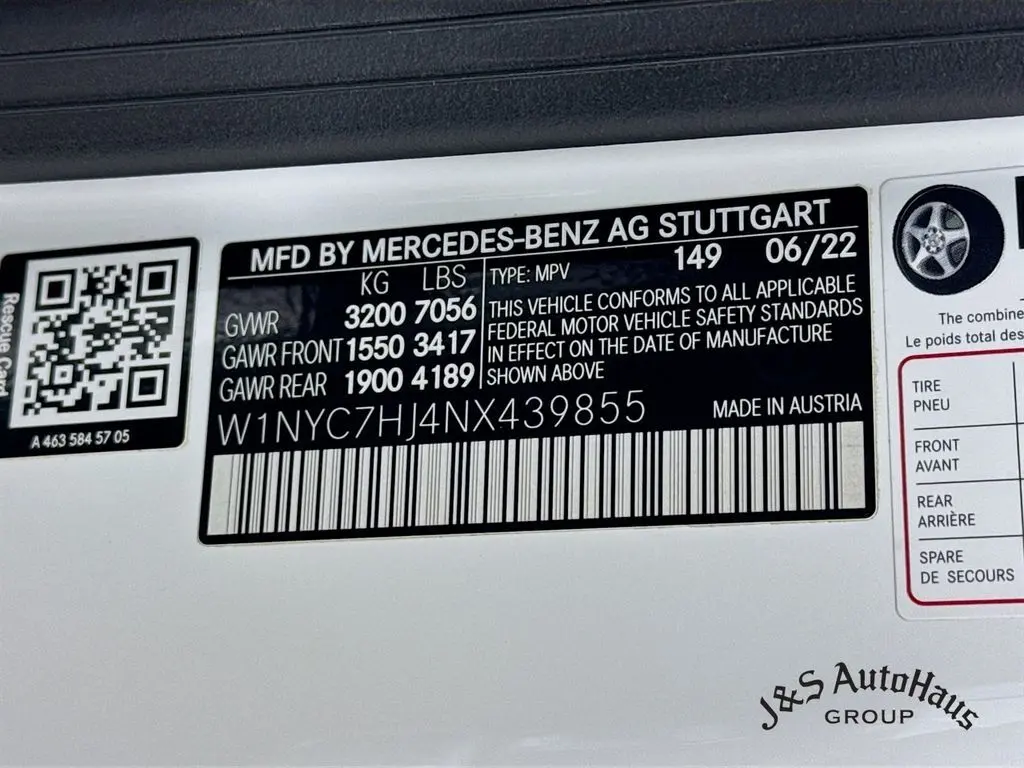 Rescue Card
A 463 584 57 05
MFD BY MERCEDES-BENZ AG STUTTGART
KG LBS
GVWR 3200 7056
GAWR FRONT 1550 3417
GAWR REAR 1900 4189
TYPE: MPV 149 06/22
THIS VEHICLE CONFORMS TO ALL APPLICABLE
FEDERAL MOTOR VEHICLE SAFETY STANDARDS
IN EFFECT ON THE DATE OF MANUFACTURE
SHOWN ABOVE
W1NYC7HJ4NX439855 MADE IN AUSTRIA
The combine
Le poids total des
TIRE
PNEU
FRONT
AVANT
REAR
ARRIÈRE
SPARE
DE SECOURS
J&S AutoHaus
GROUP